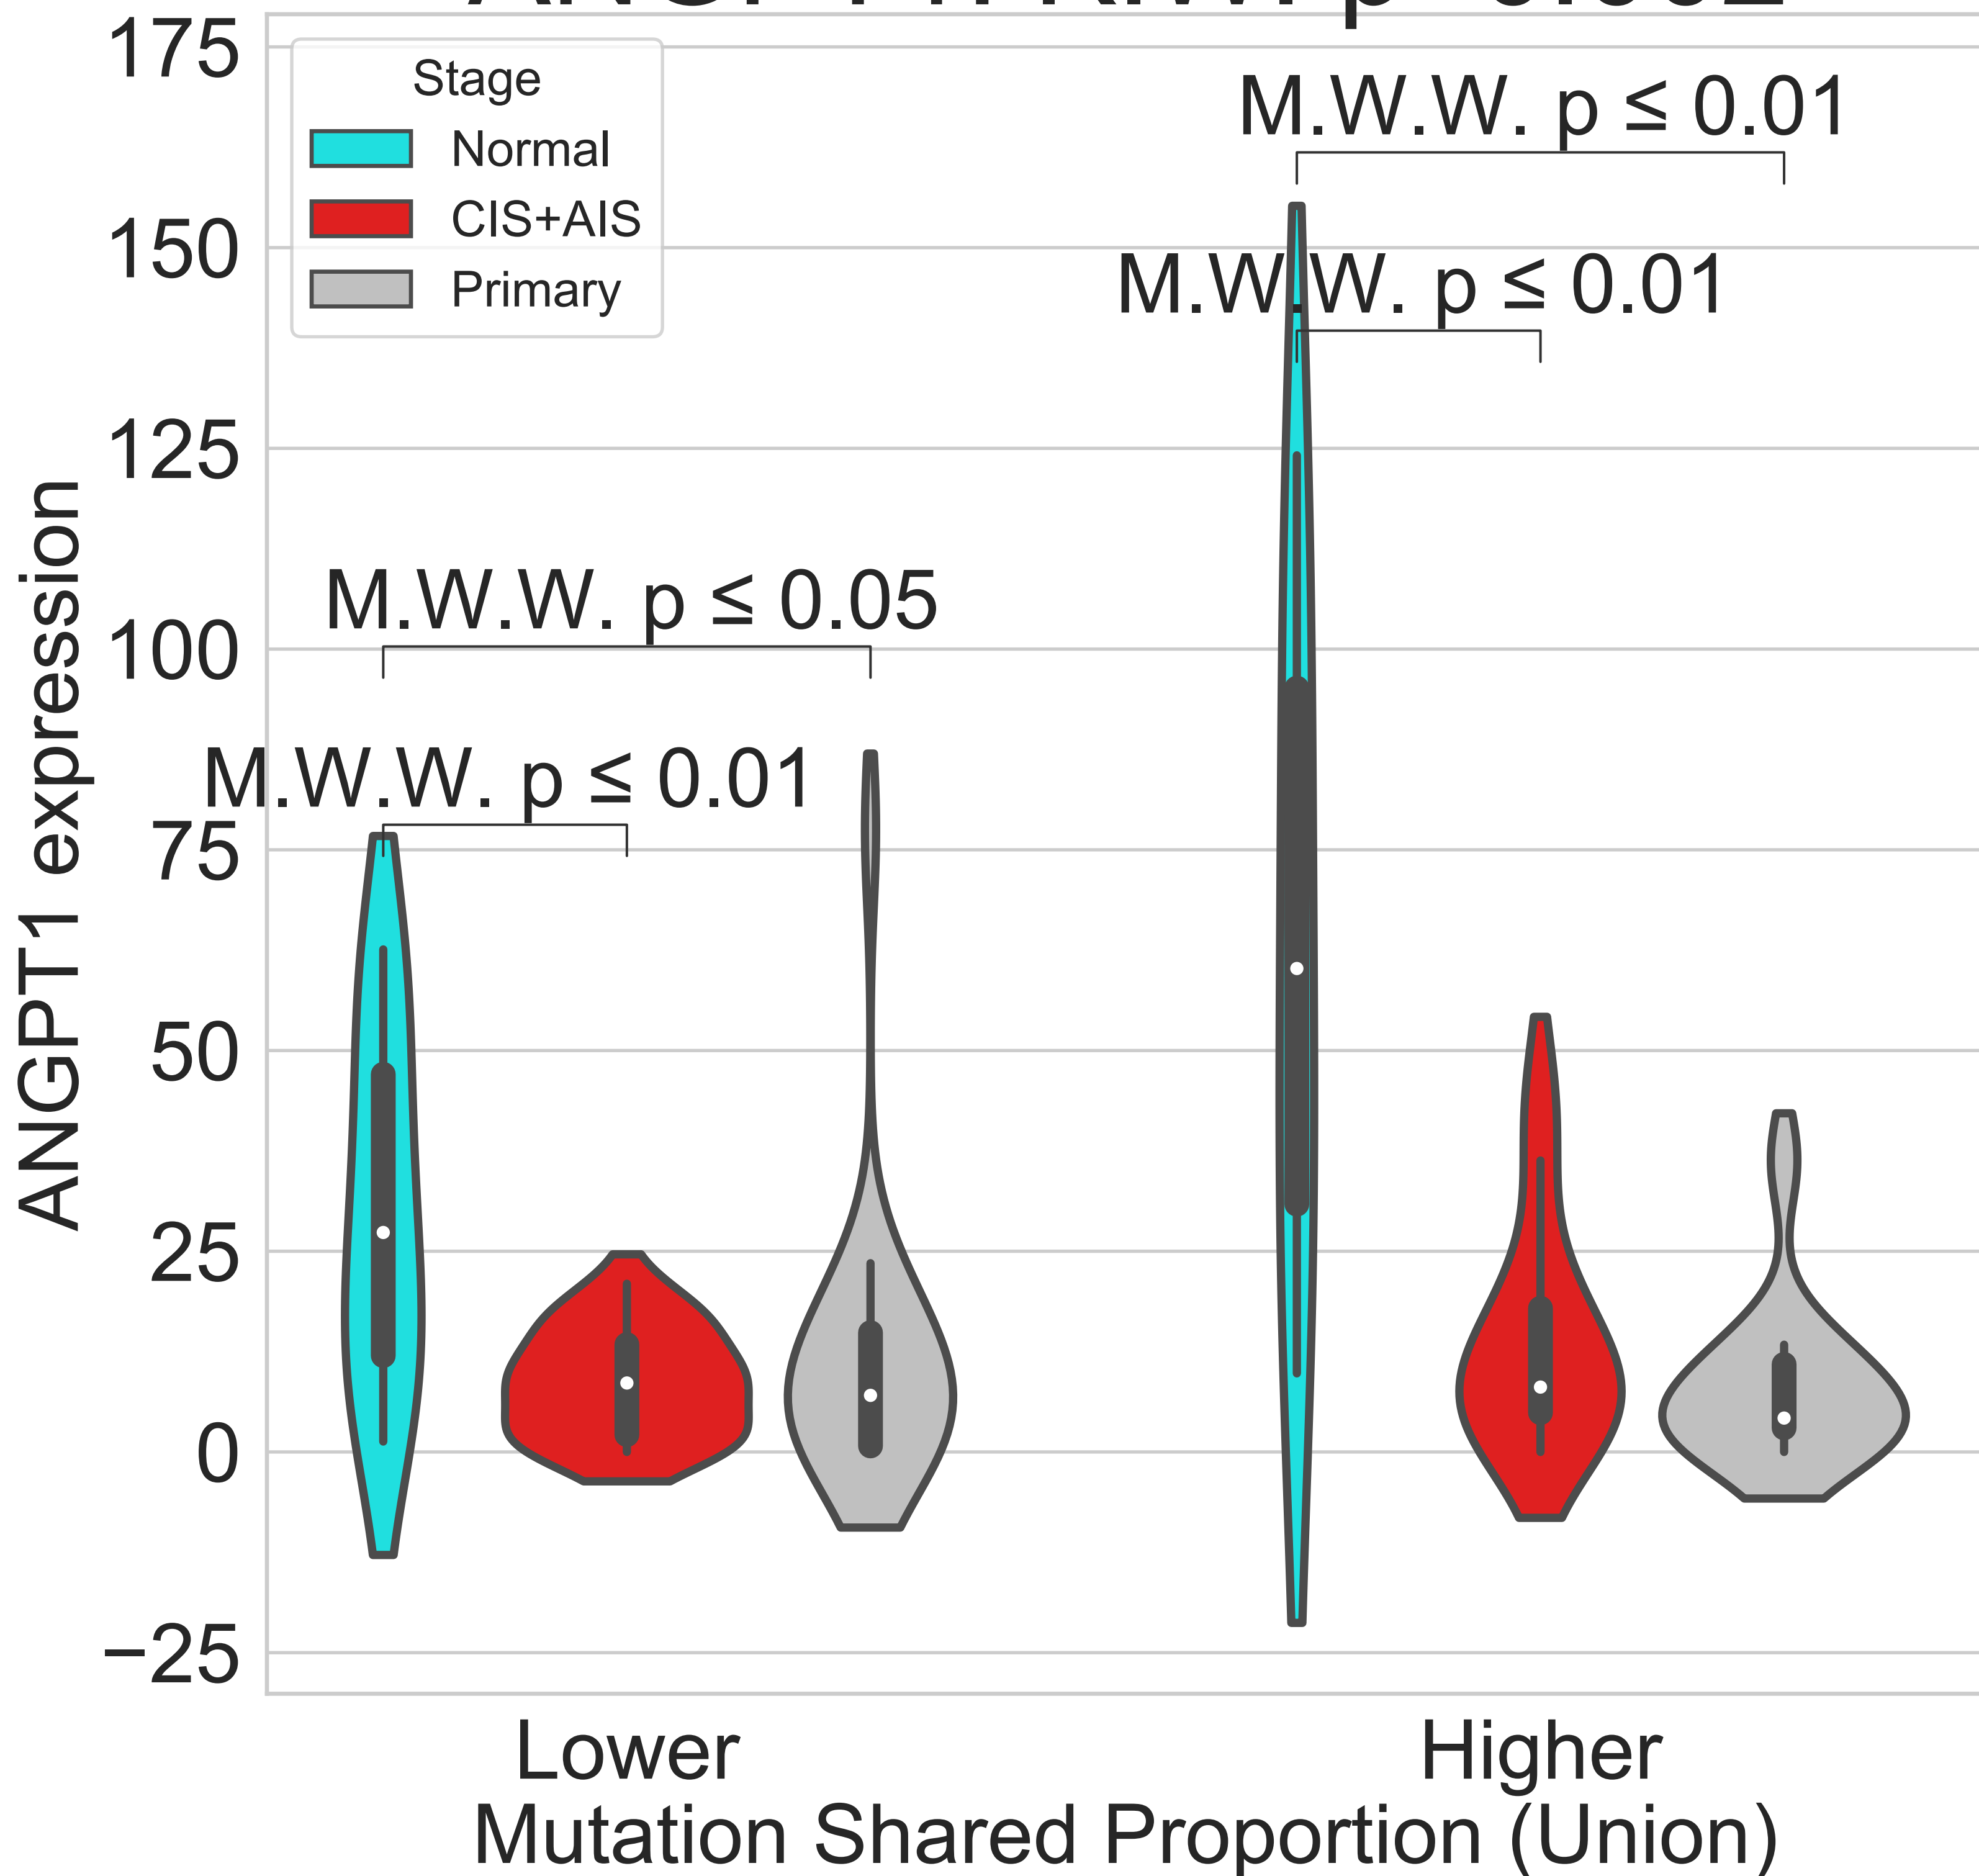 175
Stage
Normal
CIS+AIS
Primary
M.W.W. p ≤ 0.01
150
M.W.W. p ≤ 0.01
125
M.W.W. p ≤ 0.05
100
M.W.W. p ≤ 0.01
75
50
25
0
−25
ANGPT1 expression
Lower
Higher
Mutation Shared Proportion (Union)